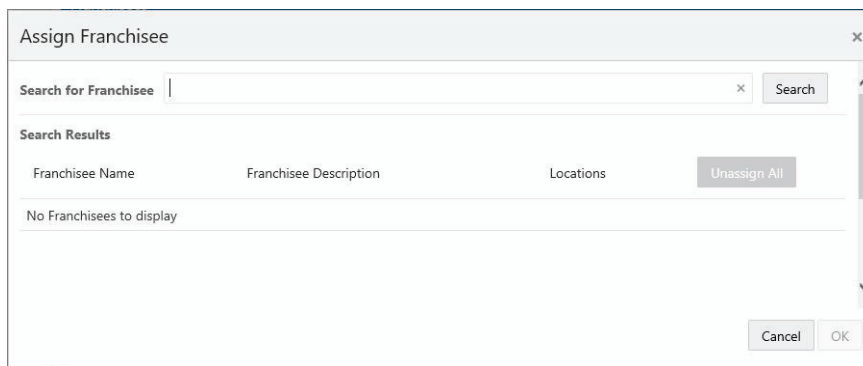 Assign Franchisee
×
Search for Franchisee × Search
Search Results
Franchisee Name Franchisee Description Locations Unassign All
No Franchisees to display
Cancel OK